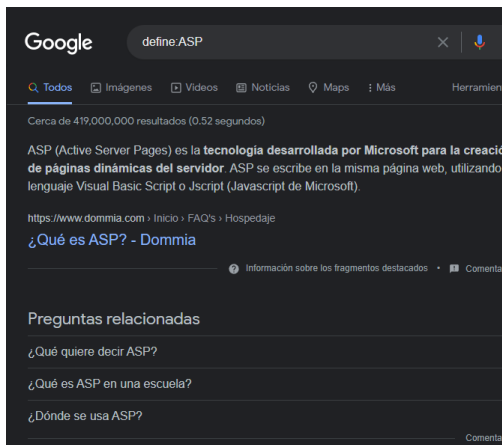 Google
define:ASP
Todos Imágenes Videos Noticias Maps Más Herramien
Cerca de 419,000,000 resultados (0.52 segundos)
ASP (Active Server Pages) es la tecnología desarrollada por Microsoft para la creació
de páginas dinámicas del servidor. ASP se escribe en la misma página web, utilizando
lenguaje Visual Basic Script o Jscript (Javascript de Microsoft).
https://www.dommia.com › Inicio › FAQ's › Hospedaje
¿Qué es ASP? - Dommia
Información sobre los fragmentos destacados • Comenta
Preguntas relacionadas
¿Qué quiere decir ASP?
¿Qué es ASP en una escuela?
¿Dónde se usa ASP?
Comenta